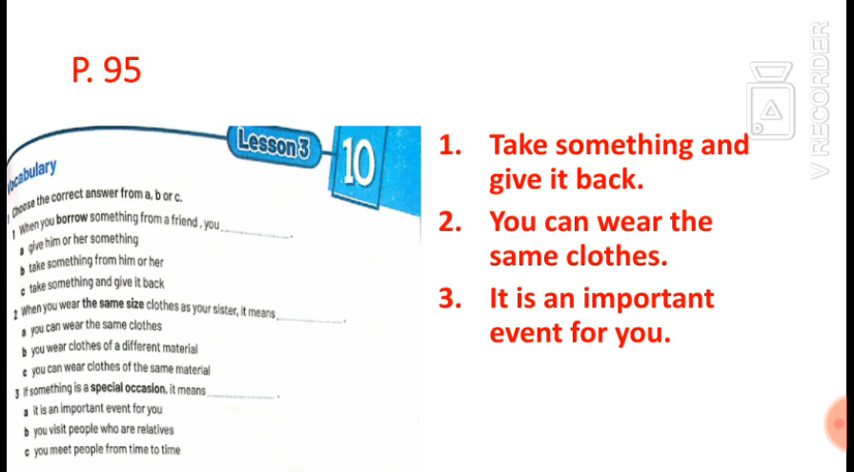 P. 95
Lesson 3
10
Vocabulary
Choose the correct answer from a, b or c.
1 When you borrow something from a friend, you ____________.
a give him or her something
b take something from him or her
c take something and give it back
2 When you wear the same size clothes as your sister, it means ____________.
a you can wear the same clothes
b you wear clothes of a different material
c you can wear clothes of the same material
3 If something is a special occasion, it means ____________.
a it is an important event for you
b you visit people who are relatives
c you meet people from time to time
1. Take something and
give it back.
2. You can wear the
same clothes.
3. It is an important
event for you.
V RECORDER